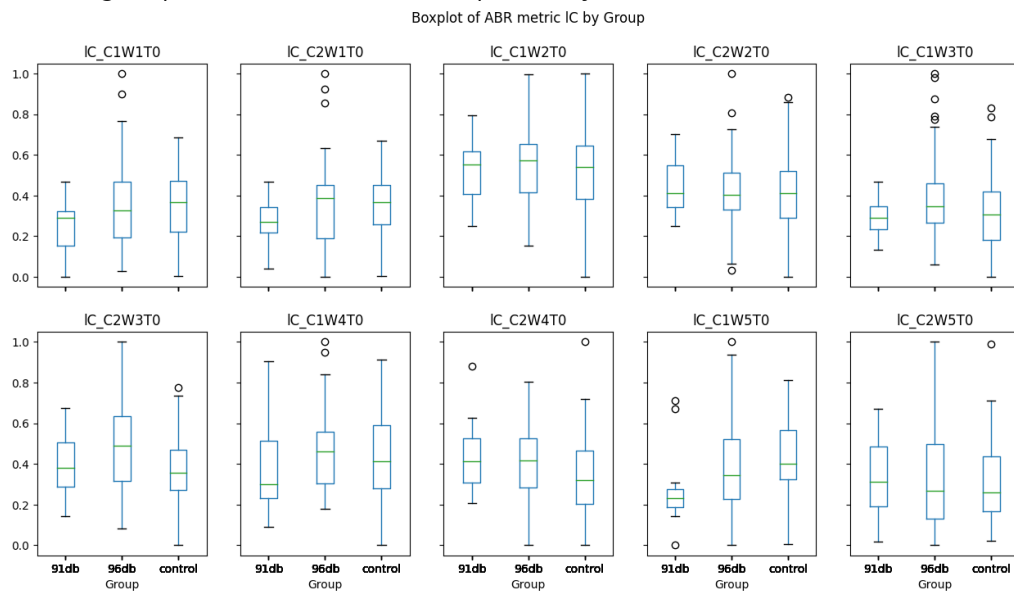 Boxplot of ABR metric lC by Group
lC_C1W1T0 lC_C2W1T0 lC_C1W2T0 lC_C2W2T0 lC_C1W3T0
1.0
0.8
0.6
0.4
0.2
0.0
lC_C2W3T0 lC_C1W4T0 lC_C2W4T0 lC_C1W5T0 lC_C2W5T0
1.0
0.8
0.6
0.4
0.2
0.0
91db 96db control 91db 96db control 91db 96db control 91db 96db control 91db 96db control
Group Group Group Group Group